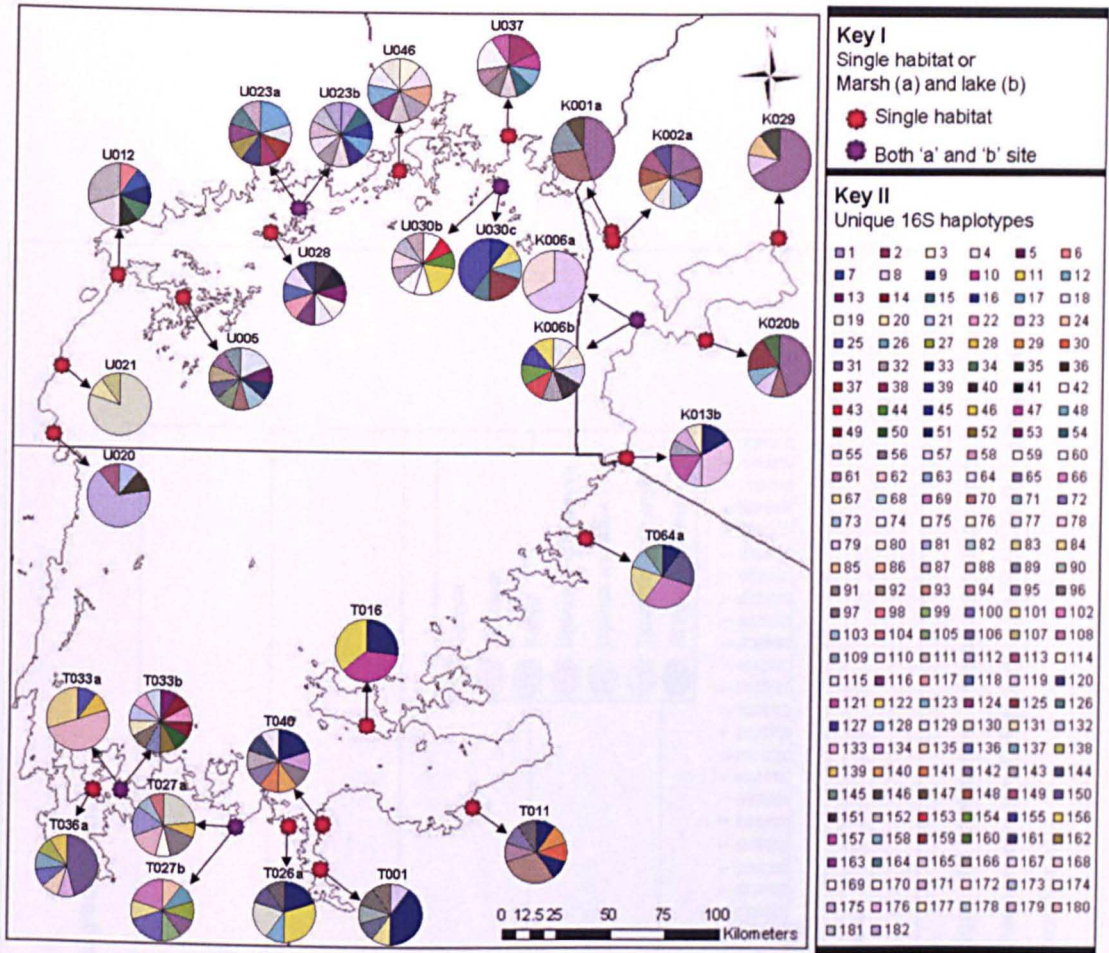 U037
U046
U023a U023b
K001a
K002a
K029
U012
U030b
U030c
K006a
U028
K006b
U005
K020b
U021
K013b
U020
T064a
T016
T033a
T033b
T040
T027a
T036a
T011
T027b
T026a
T001
N
0 12.5 25 50 75 100
Kilometers
Key I
Single habitat or
Marsh (a) and lake (b)
Single habitat
Both 'a' and 'b' site
Key II
Unique 16S haplotypes
1 2 3 4 5 6
7 8 9 10 11 12
13 14 15 16 17 18
19 20 21 22 23 24
25 26 27 28 29 30
31 32 33 34 35 36
37 38 39 40 41 42
43 44 45 46 47 48
49 50 51 52 53 54
55 56 57 58 59 60
61 62 63 64 65 66
67 68 69 70 71 72
73 74 75 76 77 78
79 80 81 82 83 84
85 86 87 88 89 90
91 92 93 94 95 96
97 98 99 100 101 102
103 104 105 106 107 108
109 110 111 112 113 114
115 116 117 118 119 120
121 122 123 124 125 126
127 128 129 130 131 132
133 134 135 136 137 138
139 140 141 142 143 144
145 146 147 148 149 150
151 152 153 154 155 156
157 158 159 160 161 162
163 164 165 166 167 168
169 170 171 172 173 174
175 176 177 178 179 180
181 182